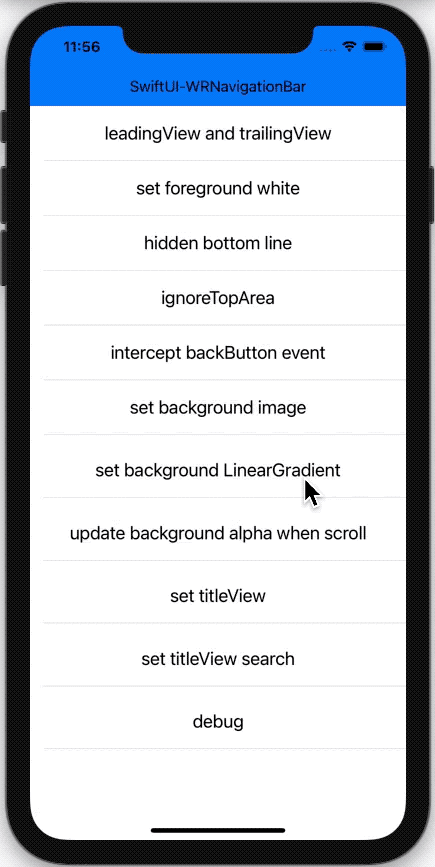 11:56
SwiftUI-WRNavigationBar
leadingView and trailingView
set foreground white
hidden bottom line
ignoreTopArea
intercept backButton event
set background image
set background LinearGradient
update background alpha when scroll
set titleView
set titleView search
debug